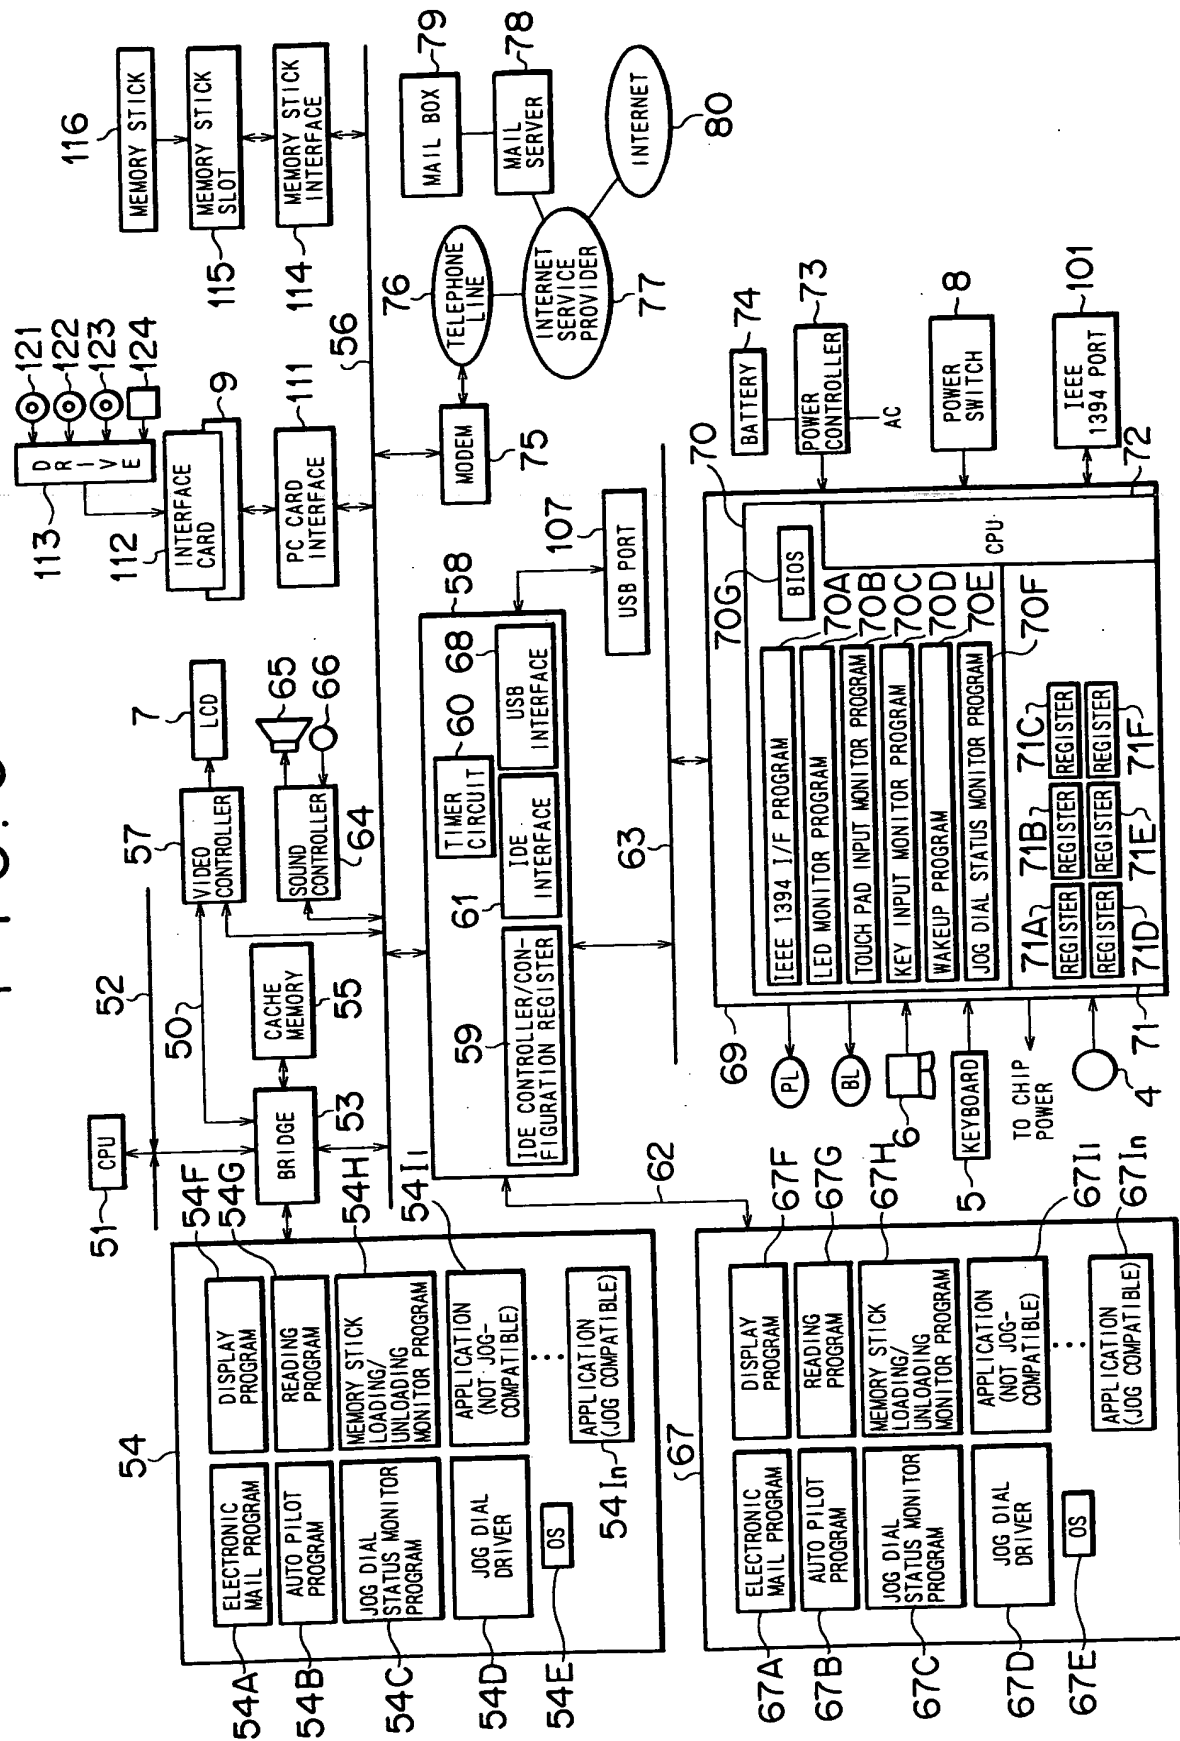 51
CPU
52
50
BRIDGE
53
CACHE
MEMORY
55
57
VIDEO
CONTROLLER
7
LCD
SOUND
CONTROLLER
64
65
66
113
DRIVE
121
122
123
124
112
INTERFACE
CARD
9
PC CARD
INTERFACE
111
116
MEMORY STICK
MEMORY STICK
SLOT
115
MEMORY STICK
INTERFACE
114
56
54
ELECTRONIC
MAIL PROGRAM
54A
AUTO PILOT
PROGRAM
54B
JOG DIAL
STATUS MONITOR
PROGRAM
54C
JOG DIAL
DRIVER
54D
OS
54E
DISPLAY
PROGRAM
54F
READING
PROGRAM
54G
MEMORY STICK
LOADING/
UNLOADING
MONITOR PROGRAM
54H
APPLICATION
(NOT JOG-
COMPATIBLE)
54I1
APPLICATION
(JOG COMPATIBLE)
54In
58
59
IDE CONTROLLER/CON-
FIGURATION REGISTER
TIMER
CIRCUIT
60
61
IDE
INTERFACE
68
USB
INTERFACE
62
63
USB PORT
107
MODEM
75
76
TELEPHONE
LINE
INTERNET
SERVICE
PROVIDER
77
MAIL BOX
79
MAIL
SERVER
78
INTERNET
80
67
ELECTRONIC
MAIL PROGRAM
67A
AUTO PILOT
PROGRAM
67B
JOG DIAL
STATUS MONITOR
PROGRAM
67C
JOG DIAL
DRIVER
67D
OS
67E
DISPLAY
PROGRAM
67F
READING
PROGRAM
67G
MEMORY STICK
LOADING/
UNLOADING
MONITOR PROGRAM
67H
APPLICATION
(NOT JOG-
COMPATIBLE)
67I1
APPLICATION
(JOG COMPATIBLE)
67In
69
PL
BL
6
KEYBOARD
5
TO CHIP
POWER
4
70
BIOS
70G
IEEE 1394 I/F PROGRAM
70A
LED MONITOR PROGRAM
70B
TOUCH PAD INPUT MONITOR PROGRAM
70C
KEY INPUT MONITOR PROGRAM
70D
WAKEUP PROGRAM
70E
JOG DIAL STATUS MONITOR PROGRAM
70F
71
71A
REGISTER
71B
REGISTER
71C
REGISTER
REGISTER
71D
REGISTER
71E
REGISTER
71F
CPU
72
BATTERY
74
POWER
CONTROLLER
73
AC
POWER
SWITCH
8
IEEE
1394 PORT
101